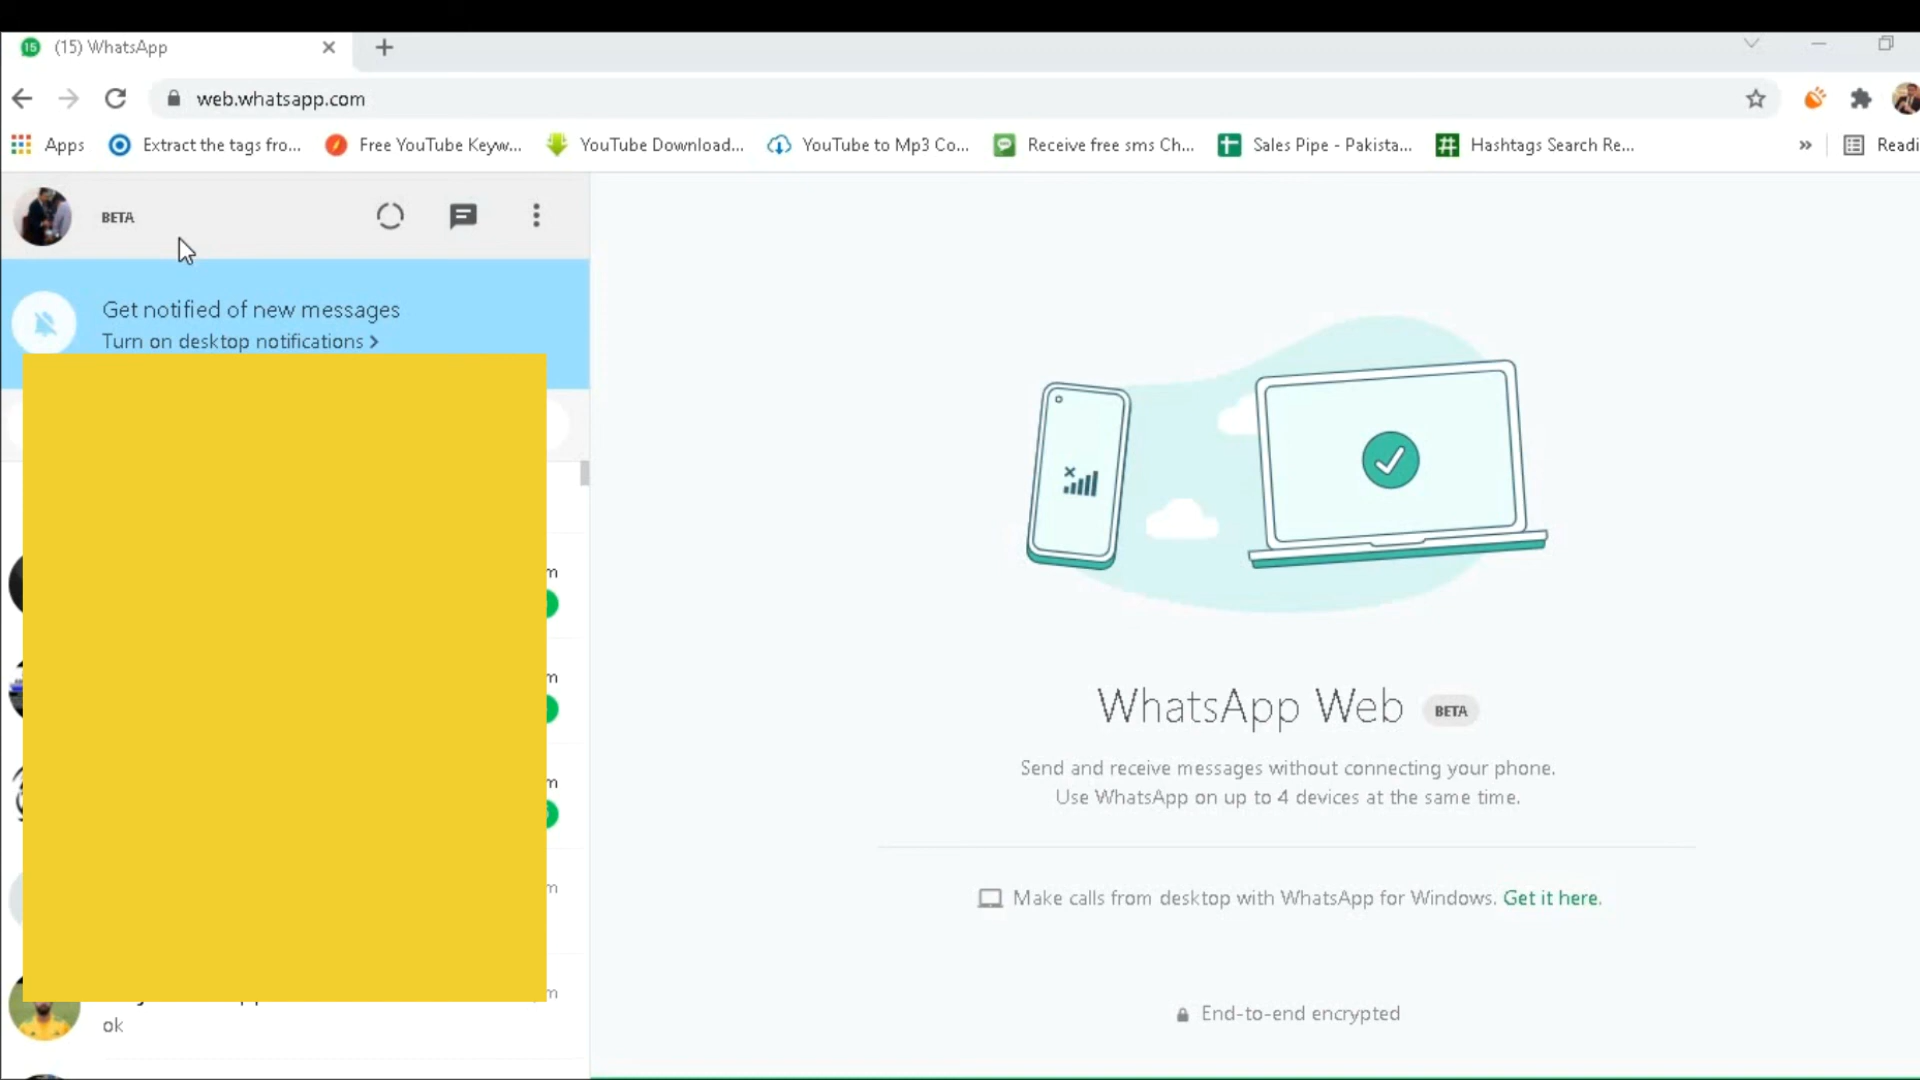 15 (15) WhatsApp
web.whatsapp.com
Apps Extract the tags fro... Free YouTube Keyw... YouTube Download... YouTube to Mp3 Co... Receive free sms Ch... Sales Pipe - Pakista... Hashtags Search Re... » Readi
BETA
Get notified of new messages
Turn on desktop notifications >
m
m
m
m
m
ok
WhatsApp Web BETA
Send and receive messages without connecting your phone.
Use WhatsApp on up to 4 devices at the same time.
Make calls from desktop with WhatsApp for Windows. Get it here.
End-to-end encrypted